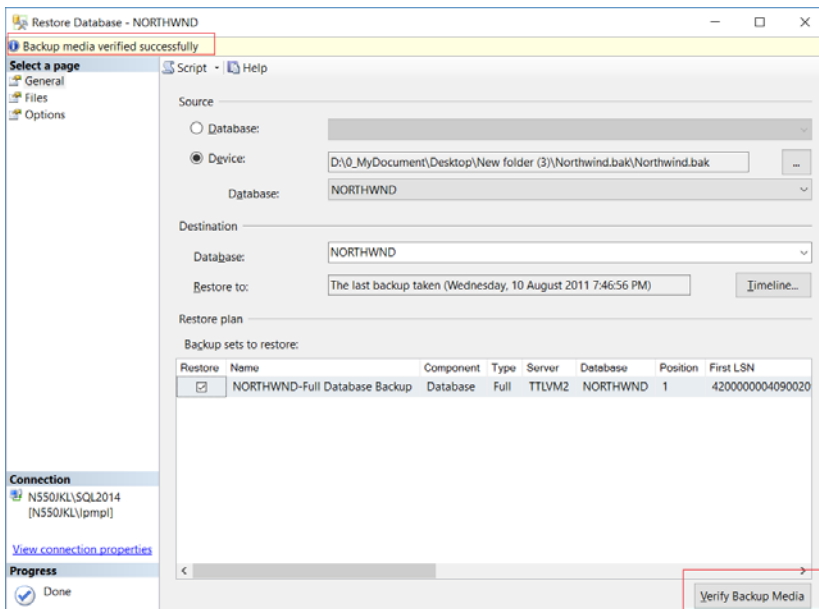 Restore Database - NORTHWND
Backup media verified successfully
Select a page
General
Files
Options
Script
Help
Source
Database:
Device:
D:\0_MyDocument\Desktop\New folder (3)\Northwind.bak\Northwind.bak
...
Database:
NORTHWND
Destination
Database:
NORTHWND
Restore to:
The last backup taken (Wednesday, 10 August 2011 7:46:56 PM)
Timeline...
Restore plan
Backup sets to restore:
Restore Name Component Type Server Database Position First LSN
NORTHWND-Full Database Backup Database Full TTLVM2 NORTHWND 1 4200000004090020
Connection
N550JKL\SQL2014
[N550JKL\lpmpl]
View connection properties
Progress
Done
Verify Backup Media